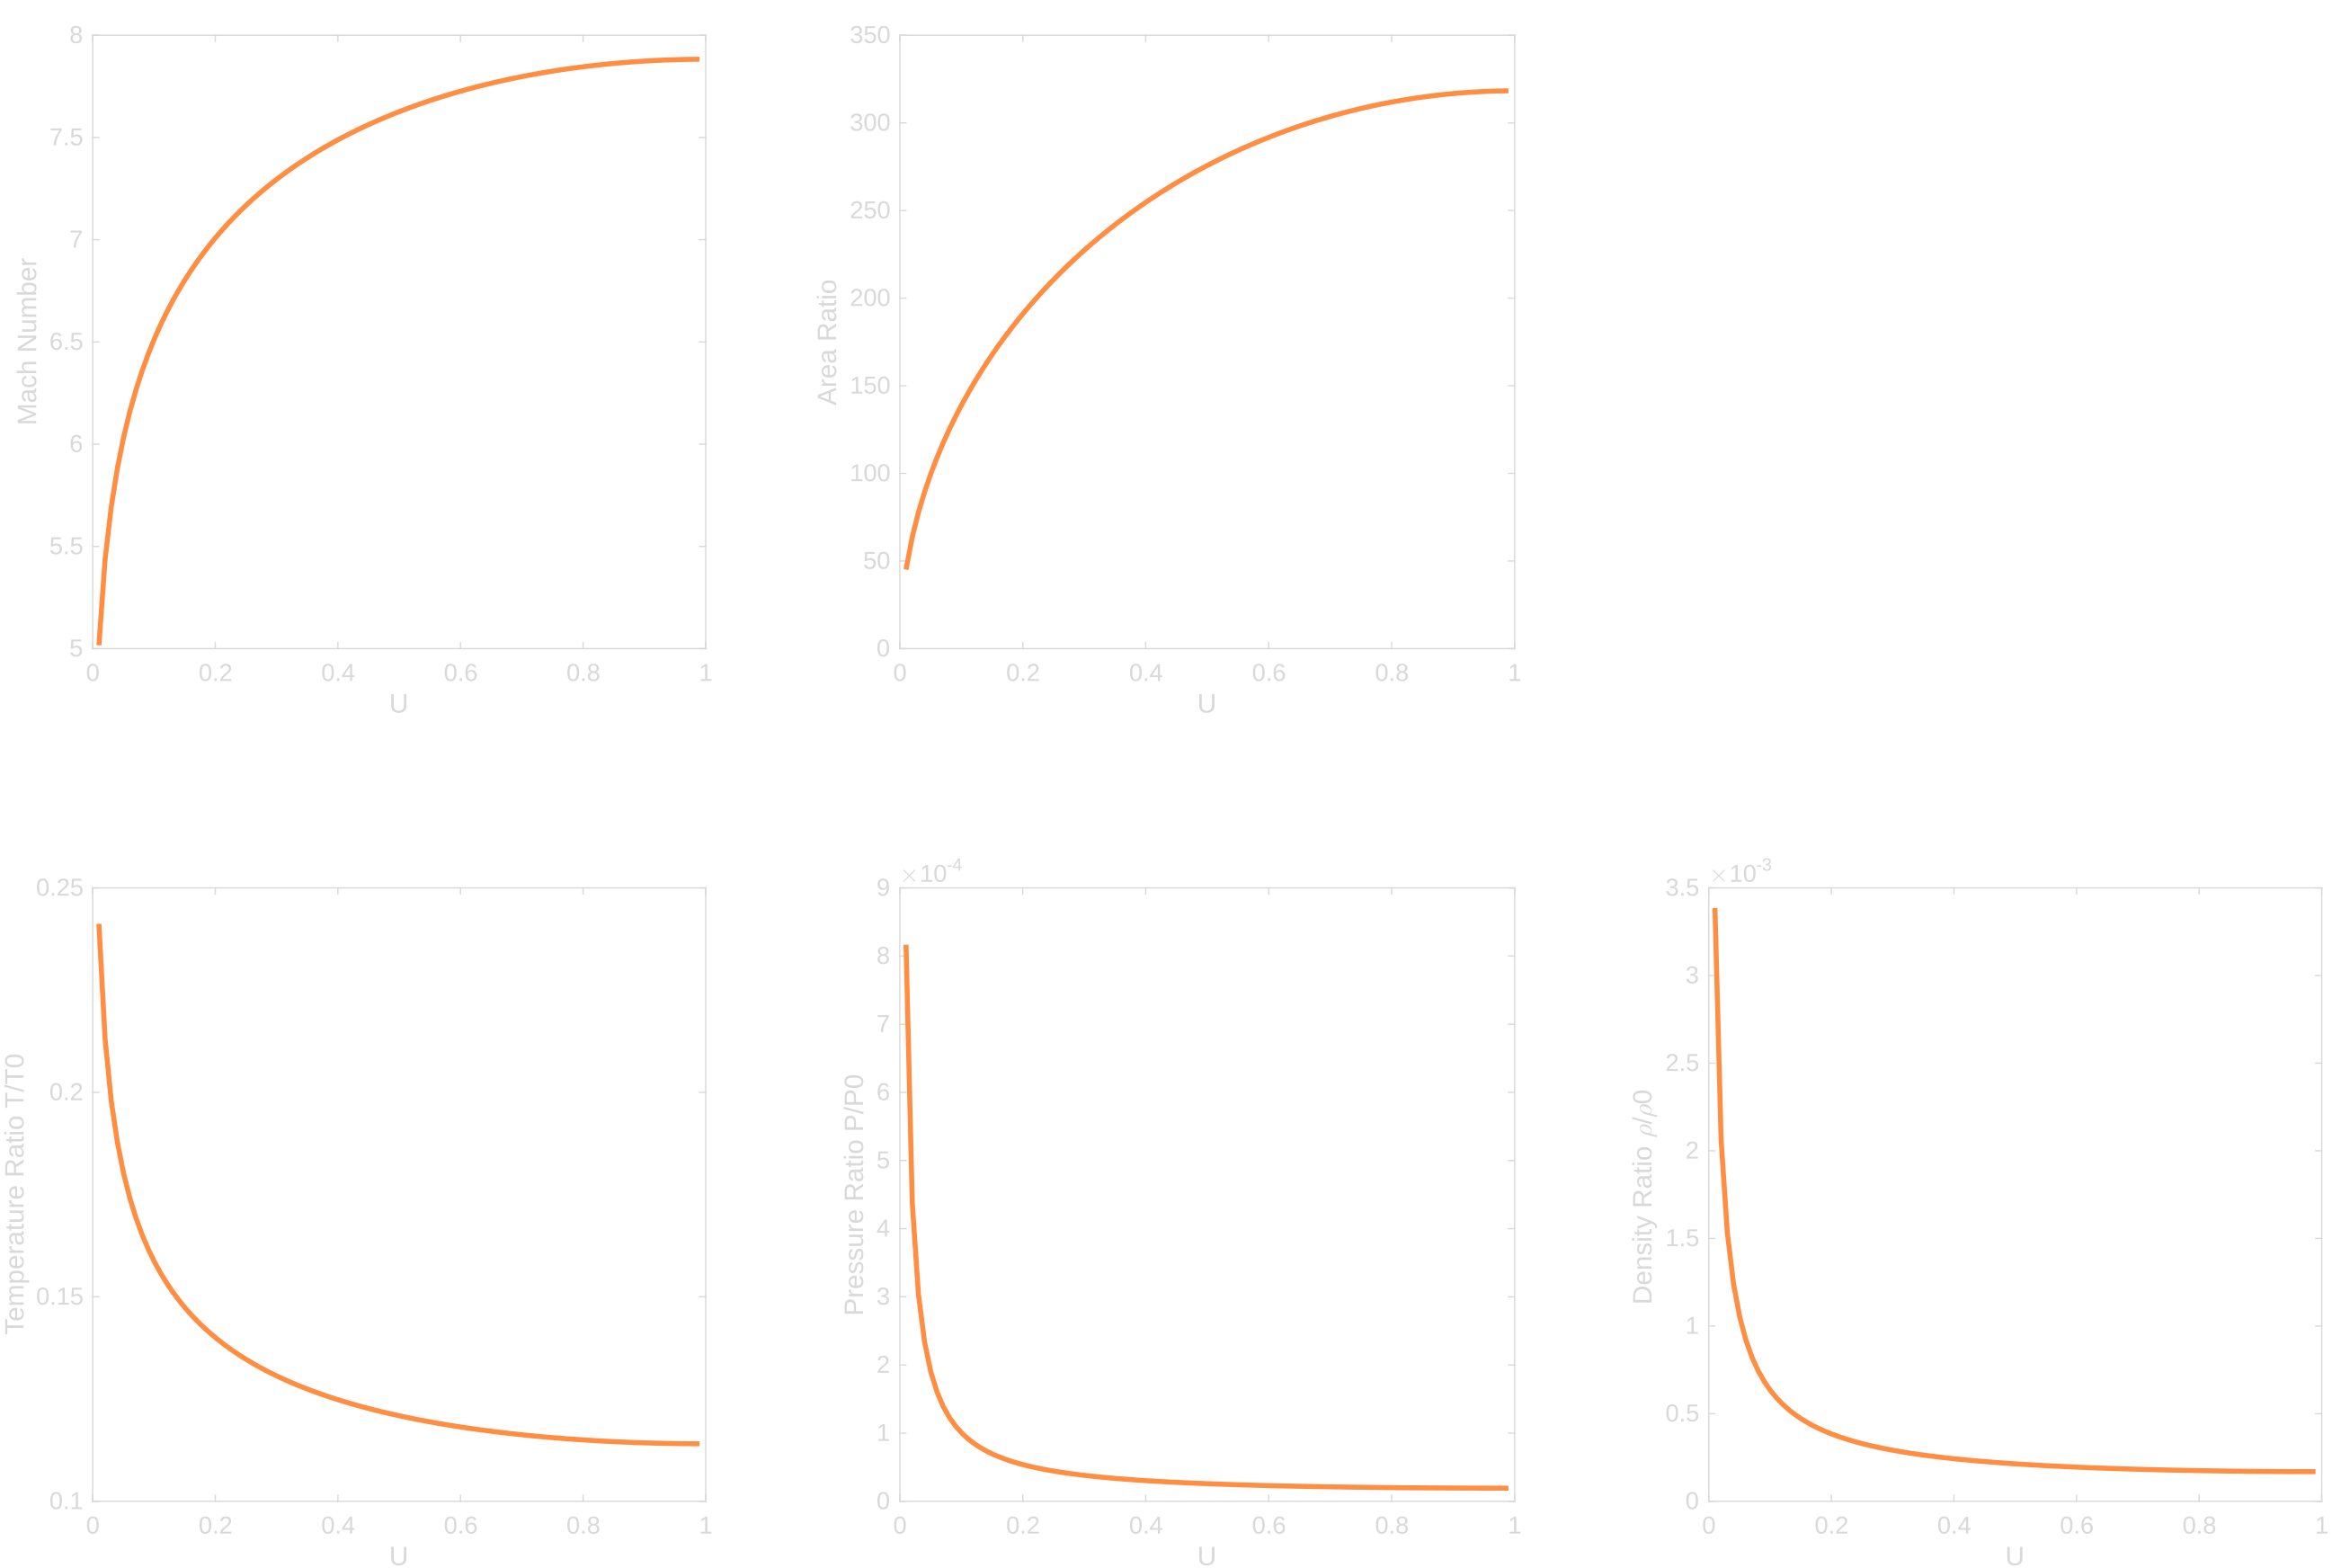 8
7.5
7
6.5
6
5.5
5
Mach Number
0 0.2 0.4 0.6 0.8 1
U
350
300
250
200
150
100
50
0
Area Ratio
0 0.2 0.4 0.6 0.8 1
U
0.25
0.2
0.15
0.1
Temperature Ratio T/T0
0 0.2 0.4 0.6 0.8 1
U
×10⁻⁴
9
8
7
6
5
4
3
2
1
0
Pressure Ratio P/P0
0 0.2 0.4 0.6 0.8 1
U
×10⁻³
3.5
3
2.5
2
1.5
1
0.5
0
Density Ratio ρ/ρ0
0 0.2 0.4 0.6 0.8 1
U